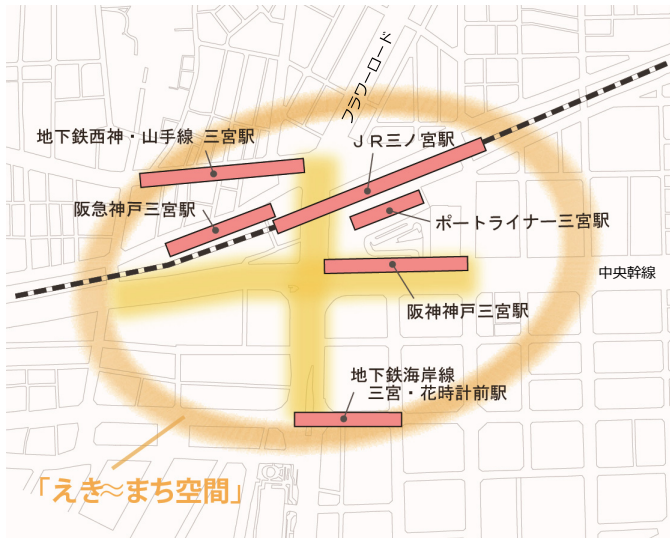 フラワーロード
地下鉄西神・山手線 三宮駅
JR三ノ宮駅
阪急神戸三宮駅
ポートライナー三宮駅
中央幹線
阪神神戸三宮駅
地下鉄海岸線
三宮・花時計前駅
「えき~まち空間」